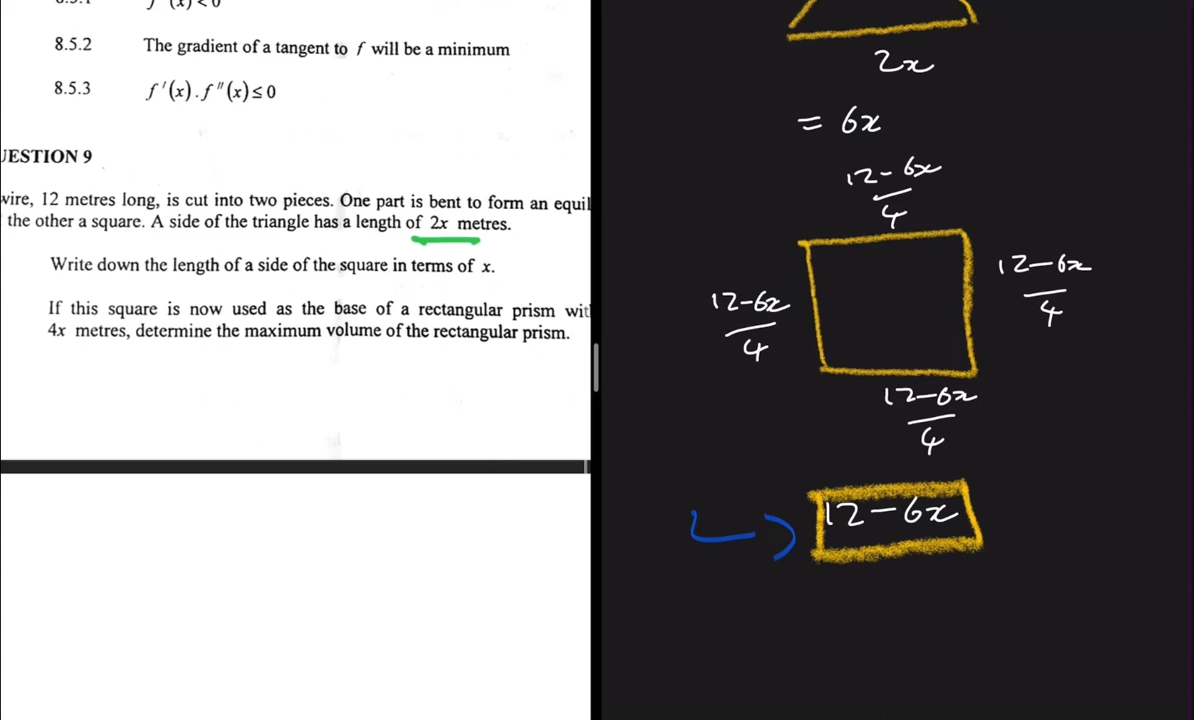 8.5.2 The gradient of a tangent to f will be a minimum
8.5.3 f '(x) . f "(x) ≤ 0
UESTION 9
wire, 12 metres long, is cut into two pieces. One part is bent to form an equil
the other a square. A side of the triangle has a length of 2x metres.
Write down the length of a side of the square in terms of x.
If this square is now used as the base of a rectangular prism wit
4x metres, determine the maximum volume of the rectangular prism.
2x
= 6x
12-6x
4
12-6x
4
12-6x
4
12-6x
4
12-6x